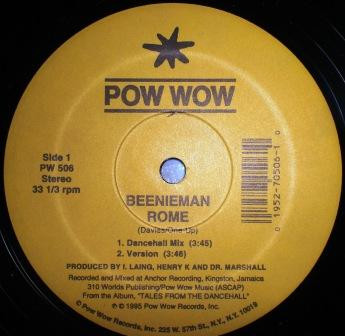 POW WOW
Side 1
PW 506
Stereo
33 1/3 rpm
BEENIEMAN
ROME
(Davies/One-Up)
1. Dancehall Mix (3:45)
2. Version (3:46)
0 1952-70506-1 0
PRODUCED BY I. LAING, HENRY K AND DR. MARSHALL
Recorded and Mixed at Anchor Recording, Kingston, Jamaica
310 Worlds Publishing/Pow Wow Music (ASCAP)
From the Album, "TALES FROM THE DANCEHALL"
℗ © 1995 Pow Wow Records, Inc.
© Pow Wow Records, Inc. 225 W. 57th St., N.Y., N.Y. 10019